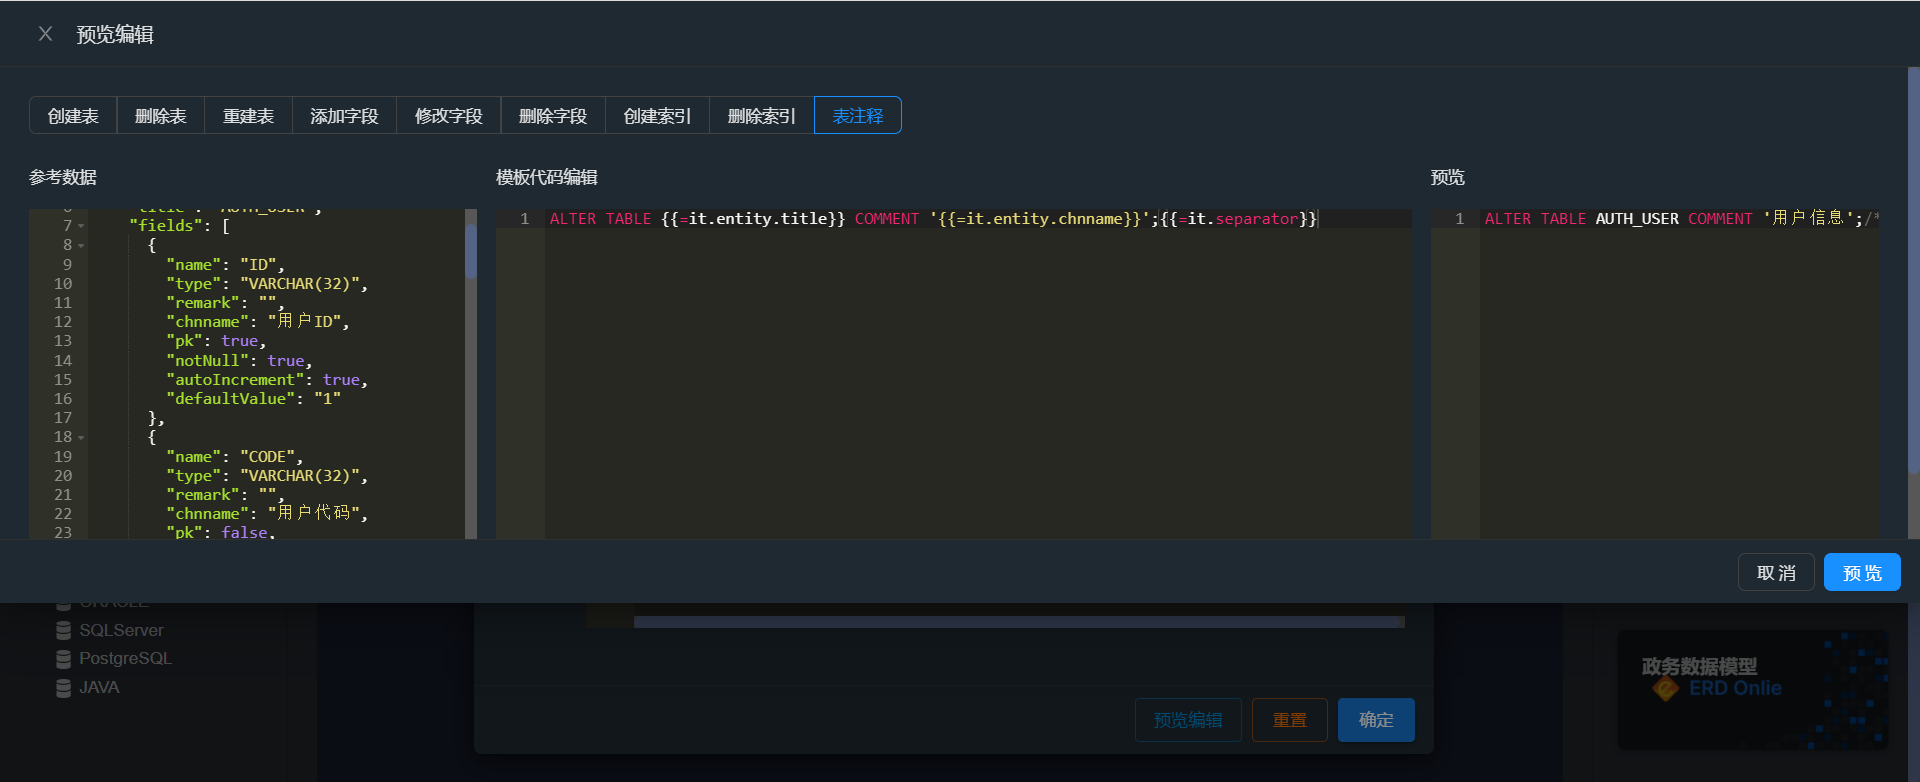 预览编辑
创建表 删除表 重建表 添加字段 修改字段 删除字段 创建索引 删除索引 表注释
参考数据
"title": "AUTH_USER",
7 "fields": [
8 {
9 "name": "ID",
10 "type": "VARCHAR(32)",
11 "remark": "",
12 "chnname": "用户ID",
13 "pk": true,
14 "notNull": true,
15 "autoIncrement": true,
16 "defaultValue": "1"
17 },
18 {
19 "name": "CODE",
20 "type": "VARCHAR(32)",
21 "remark": "",
22 "chnname": "用户代码",
23 "pk": false,
模板代码编辑
1 ALTER TABLE {{=it.entity.title}} COMMENT '{{=it.entity.chnname}}';{{=it.separator}}
预览
1 ALTER TABLE AUTH_USER COMMENT '用户信息';/*
取消 预览
ORACLE
SQLServer
PostgreSQL
JAVA
预览编辑 重置 确定
政务数据模型
ERD Onlie